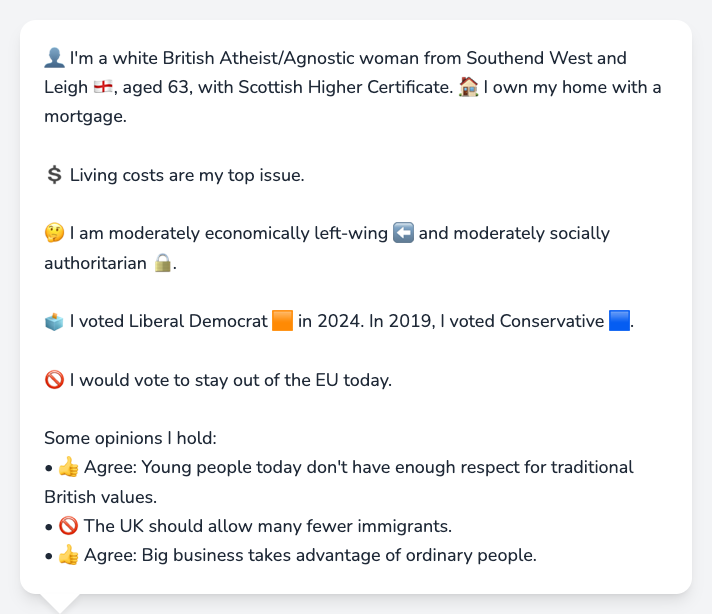 👤 I'm a white British Atheist/Agnostic woman from Southend West and
Leigh 🏴󠁧󠁢󠁥󠁮󠁧󠁿, aged 63, with Scottish Higher Certificate. 🏠 I own my home with a
mortgage.
💲 Living costs are my top issue.
🤔 I am moderately economically left-wing ⬅️ and moderately socially
authoritarian 🔒.
🗳️ I voted Liberal Democrat 🟧 in 2024. In 2019, I voted Conservative 🟦.
🚫 I would vote to stay out of the EU today.
Some opinions I hold:
• 👍 Agree: Young people today don't have enough respect for traditional
British values.
• 🚫 The UK should allow many fewer immigrants.
• 👍 Agree: Big business takes advantage of ordinary people.